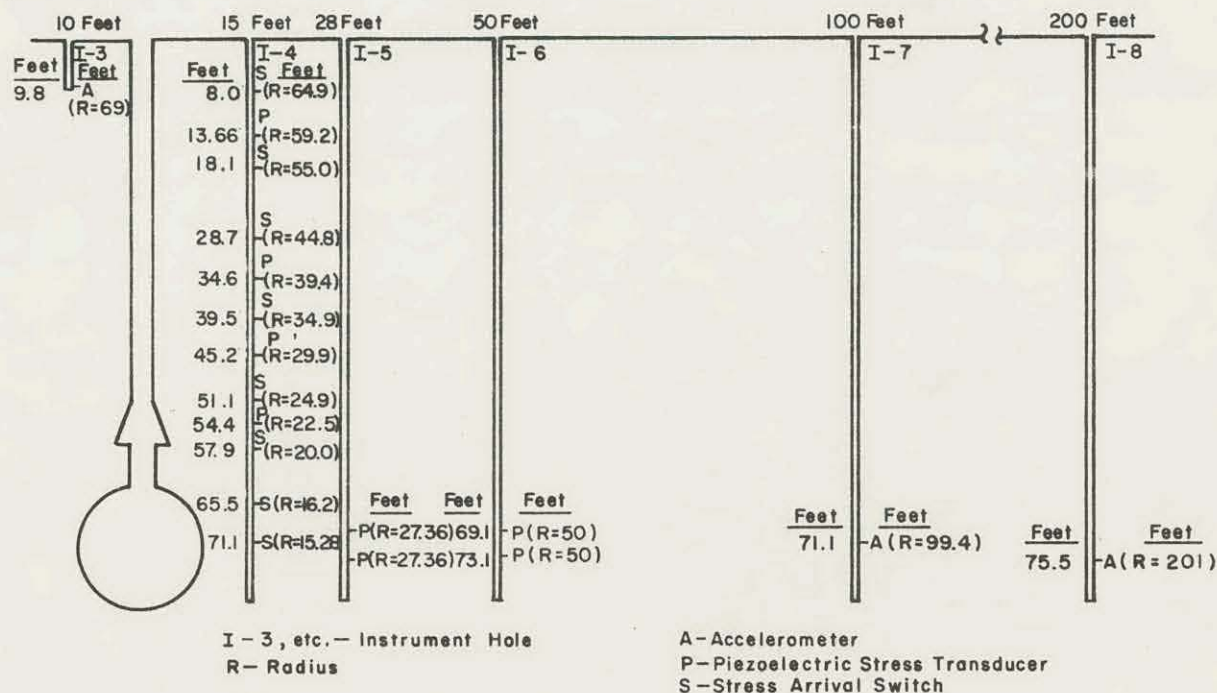 10 Feet 15 Feet 28 Feet 50 Feet 100 Feet 200 Feet
I-3 I-4 I-5 I-6 I-7 I-8
Feet Feet Feet Feet
9.8 A
(R=69)
S
8.0 (R=64.9)
P
13.66 (R=59.2)
S
18.1 (R=55.0)
S
28.7 (R=44.8)
P
34.6 (R=39.4)
S
39.5 (R=34.9)
P
45.2 (R=29.9)
S
51.1 (R=24.9)
P
54.4 (R=22.5)
S
57.9 (R=20.0)
65.5 S(R=16.2)
Feet Feet Feet
P(R=27.36) 69.1 P(R=50)
71.1 S(R=15.28
P(R=27.36) 73.1 P(R=50)
Feet Feet
71.1 A(R=99.4)
Feet Feet
75.5 A(R=201)
I-3, etc.— Instrument Hole
R— Radius
A-Accelerometer
P-Piezoelectric Stress Transducer
S-Stress Arrival Switch